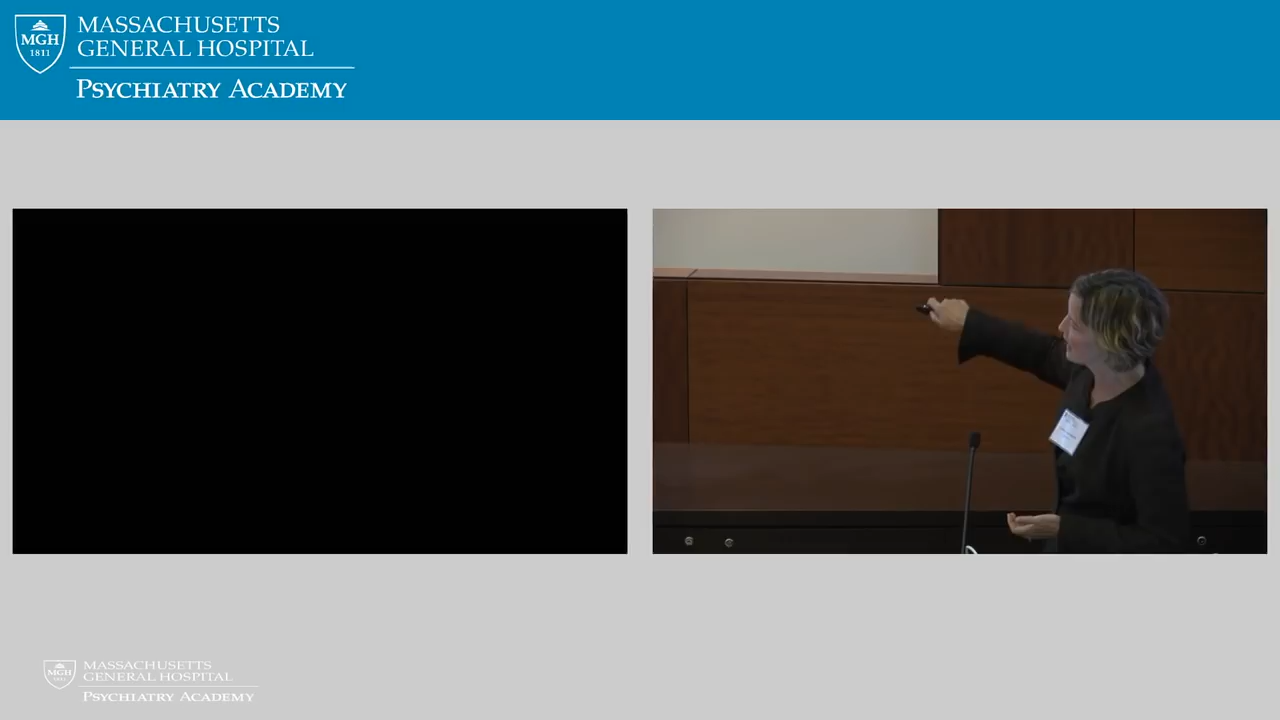 MGH
1811
MASSACHUSETTS
GENERAL HOSPITAL
PSYCHIATRY ACADEMY
MGH
1811
MASSACHUSETTS
GENERAL HOSPITAL
PSYCHIATRY ACADEMY